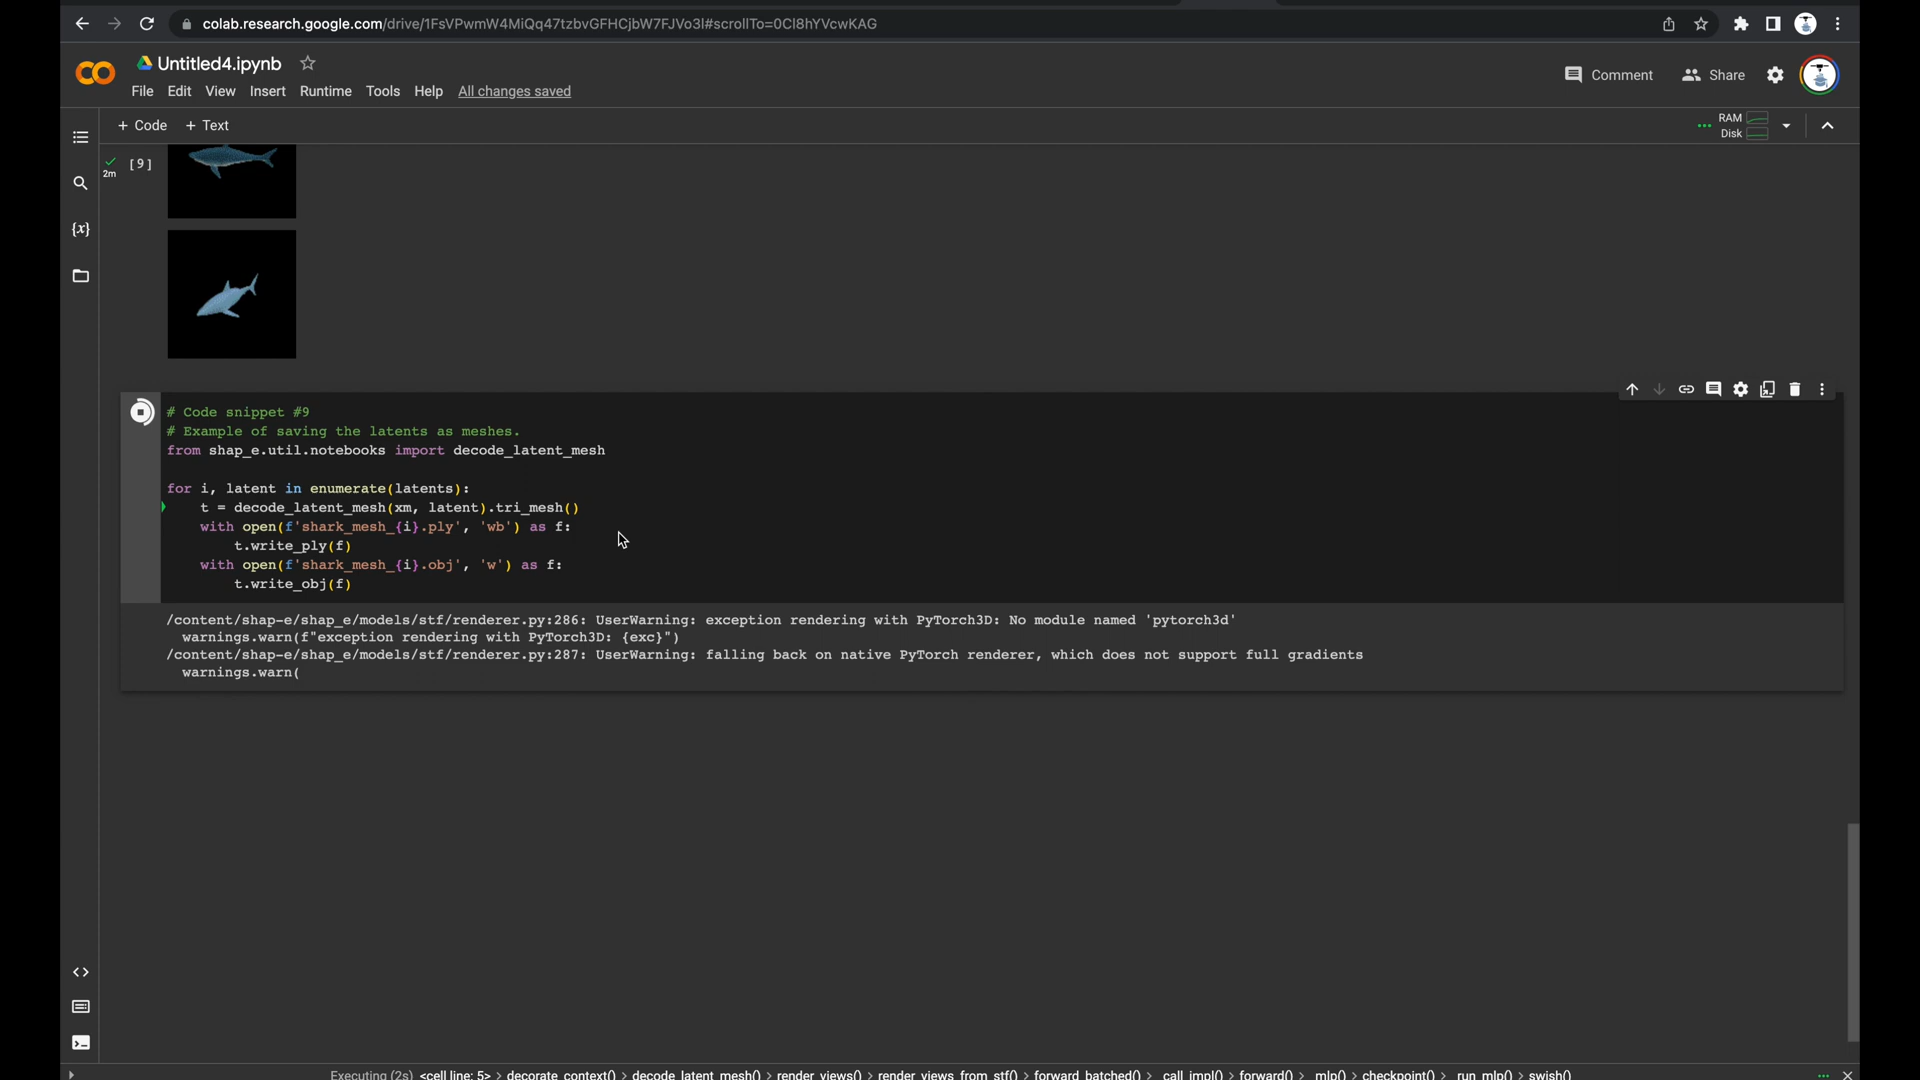 colab.research.google.com/drive/1FsVPwmW4MiQq47tzbvGFHCjbW7FJVo3I#scrollTo=0CI8hYVcwKAG
Untitled4.ipynb
Comment
Share
File Edit View Insert Runtime Tools Help All changes saved
+ Code + Text
RAM
Disk
[9]
2m
{x}
# Code snippet #9
# Example of saving the latents as meshes.
from shap_e.util.notebooks import decode_latent_mesh
for i, latent in enumerate(latents):
t = decode_latent_mesh(xm, latent).tri_mesh()
with open(f'shark_mesh_{i}.ply', 'wb') as f:
t.write_ply(f)
with open(f'shark_mesh_{i}.obj', 'w') as f:
t.write_obj(f)
/content/shap-e/shap_e/models/stf/renderer.py:286: UserWarning: exception rendering with PyTorch3D: No module named 'pytorch3d'
warnings.warn(f"exception rendering with PyTorch3D: {exc}")
/content/shap-e/shap_e/models/stf/renderer.py:287: UserWarning: falling back on native PyTorch renderer, which does not support full gradients
warnings.warn(
Executing (2s) <cell line: 5> > decorate_context() > decode_latent_mesh() > render_views() > render_views_from_stf() > forward_batched() > _call_impl() > forward() > _mlp() > checkpoint() > _run_mlp() > swish()